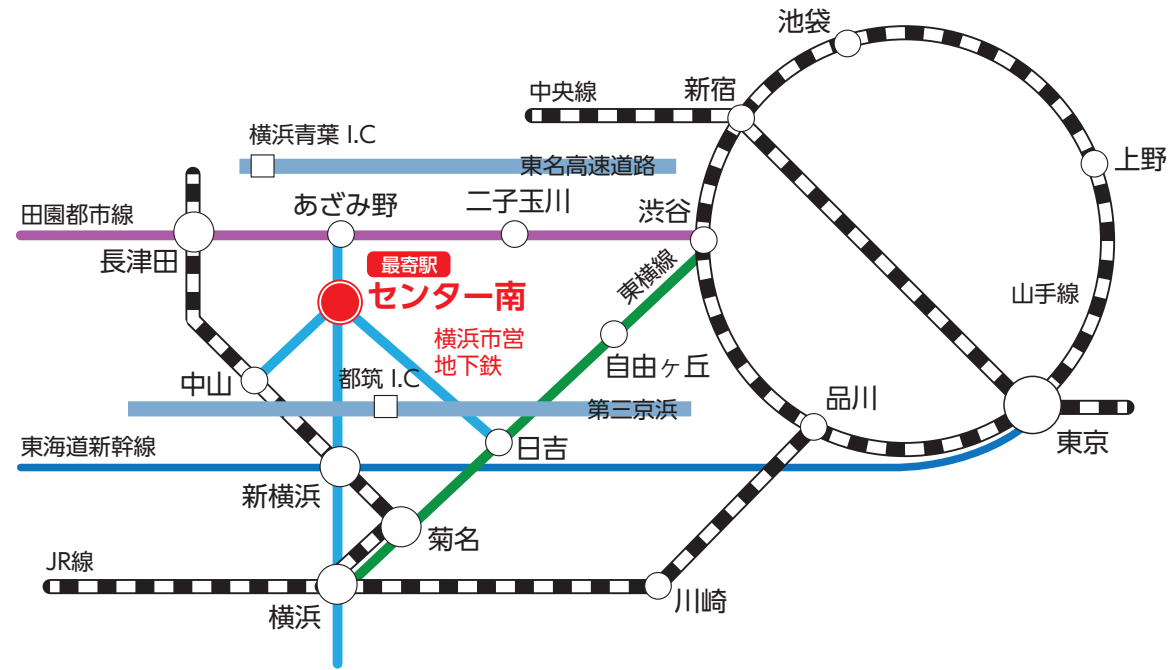 池袋
新宿
中央線
横浜青葉 I.C
東名高速道路
上野
あざみ野
二子玉川
渋谷
田園都市線
長津田
最寄駅
センター南
東横線
山手線
横浜市営
地下鉄
自由ヶ丘
中山
都筑 I.C
品川
第三京浜
東海道新幹線
日吉
東京
新横浜
菊名
JR線
横浜
川崎